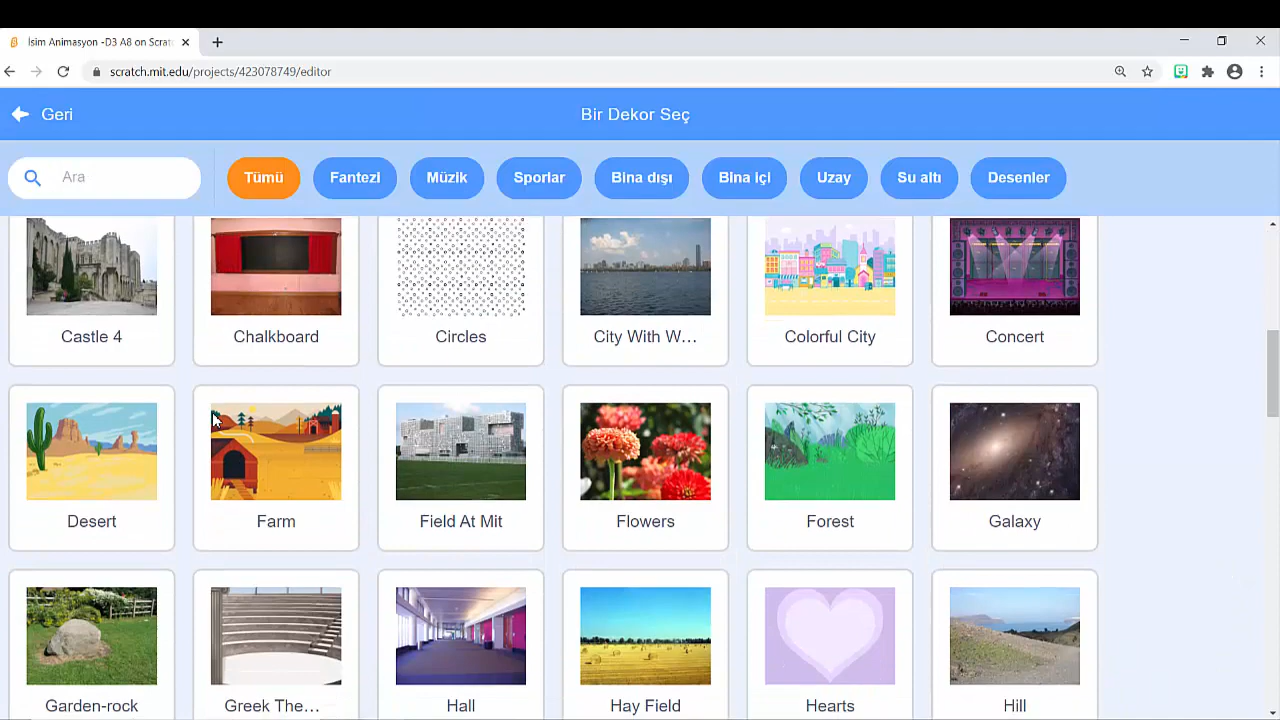 İsim Animasyon -D3 A8 on Scratc
scratch.mit.edu/projects/423078749/editor
Geri
Bir Dekor Seç
Ara
Tümü
Fantezi
Müzik
Sporlar
Bina dışı
Bina içi
Uzay
Su altı
Desenler
Castle 4
Chalkboard
Circles
City With W...
Colorful City
Concert
Desert
Farm
Field At Mit
Flowers
Forest
Galaxy
Garden-rock
Greek The...
Hall
Hay Field
Hearts
Hill